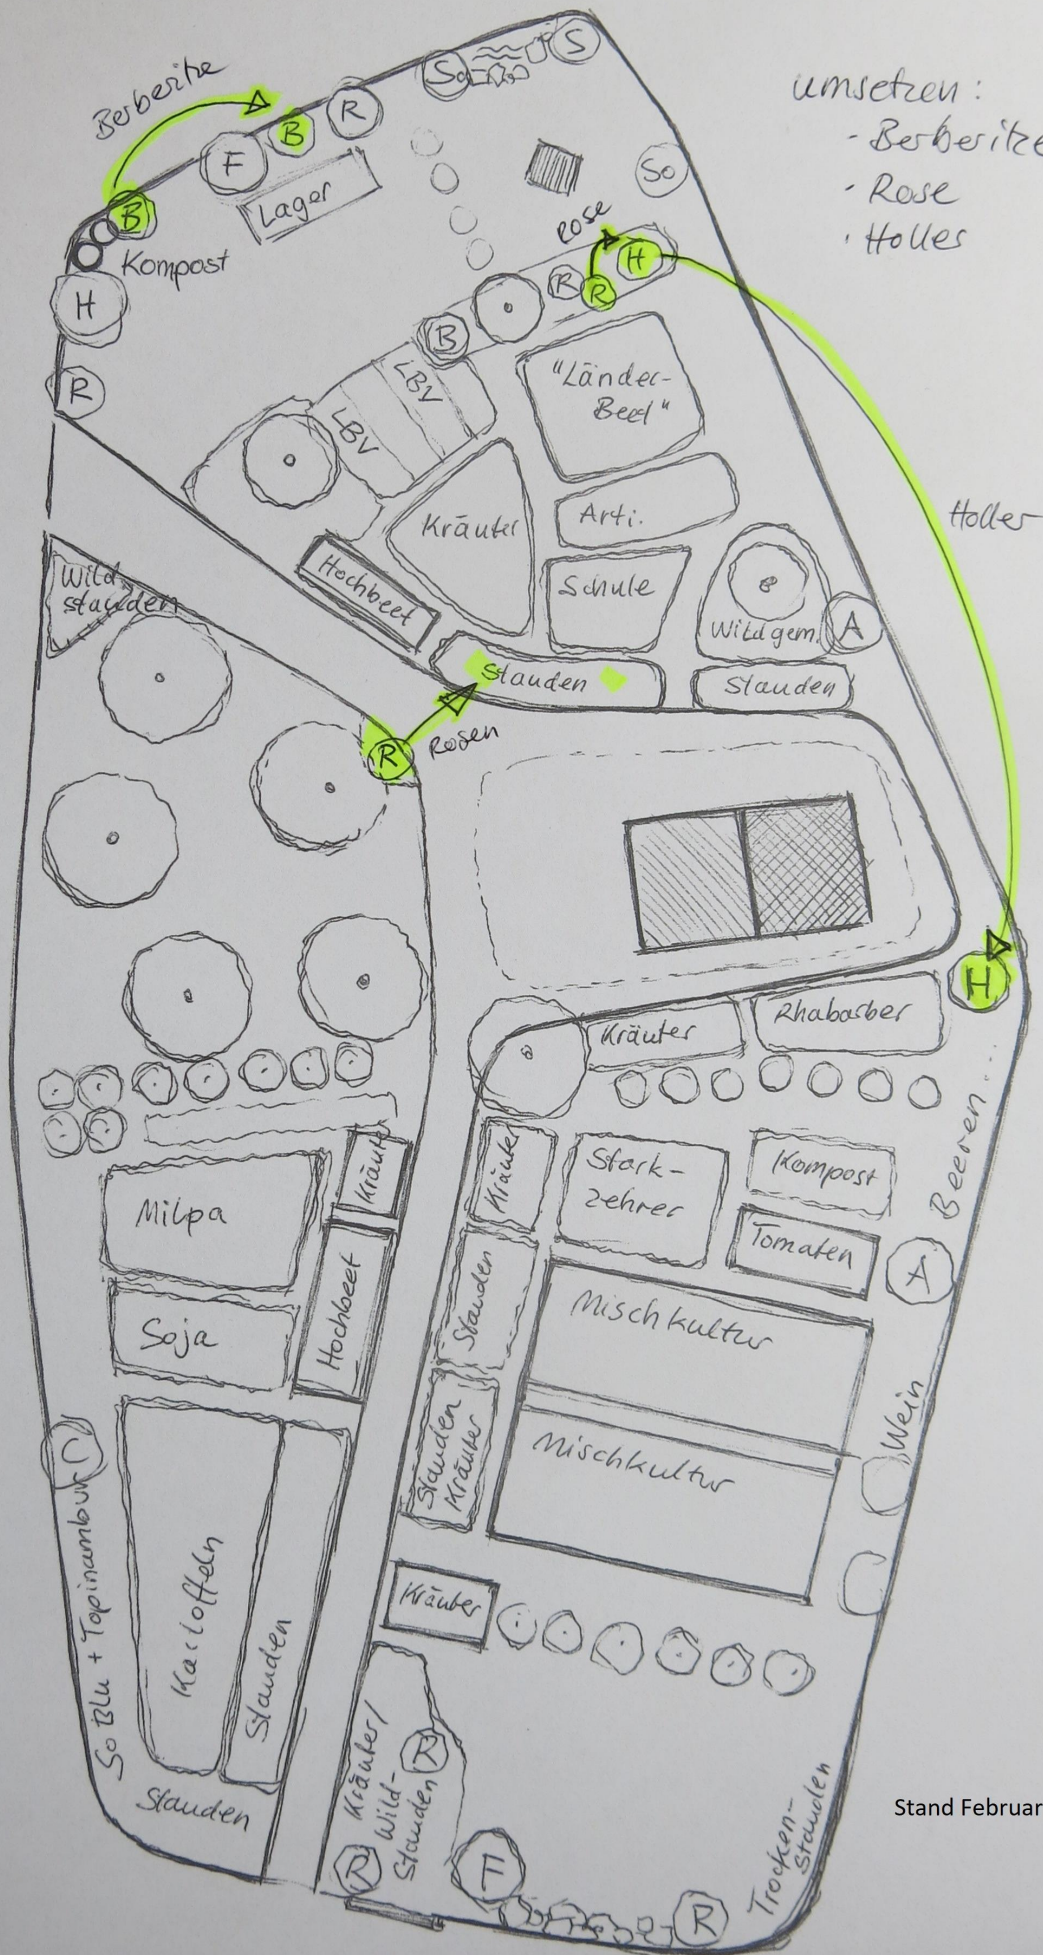 umsetzen:
- Berberitze
- Rose
- Holler
Berberitze
S
So
R
B
F
So
Lager
B
Kompost
Rose
H
H
R
R
B
R
LBV
LBV
"Länder-
Beet"
Holler
Kräuter
Arti.
Hochbeet
Schule
Wild
stauden
Wildgem.
A
Stauden
Stauden
R
Rosen
H
Kräuter
Rhabarber
Beeren...
Kräuter
Kräuter
Stark-
zehrer
Kompost
Milpa
Tomaten
A
Hochbeet
Stauden
Mischkultur
Soja
Wein
Stauden
Kräuter
Mischkultur
So Blu + Topinambur
Kartoffeln
Stauden
Kräuter
Kräuter/
Wild-
Stauden
R
Stauden
Stand Februar
Trocken-
stauden
R
R